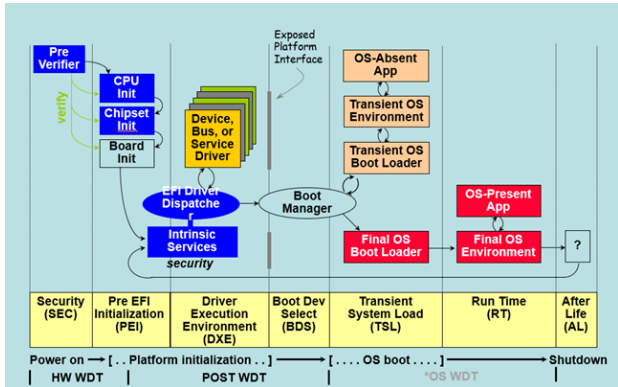 Exposed
Platform
Interface
Pre
Verifier
verify
CPU
Init
Chipset
Init
Board
Init
Device,
Bus, or
Service
Driver
EFI Driver
Dispatche
r
Intrinsic
Services
security
Boot
Manager
OS-Absent
App
Transient OS
Environment
Transient OS
Boot Loader
Final OS
Boot Loader
OS-Present
App
Final OS
Environment
?
Security
(SEC)
Pre EFI
Initialization
(PEI)
Driver
Execution
Environment
(DXE)
Boot Dev
Select
(BDS)
Transient
System Load
(TSL)
Run Time
(RT)
After
Life
(AL)
Power on [ . . Platform initialization . . ] [ . . . . OS boot . . . . ] Shutdown
HW WDT POST WDT *OS WDT